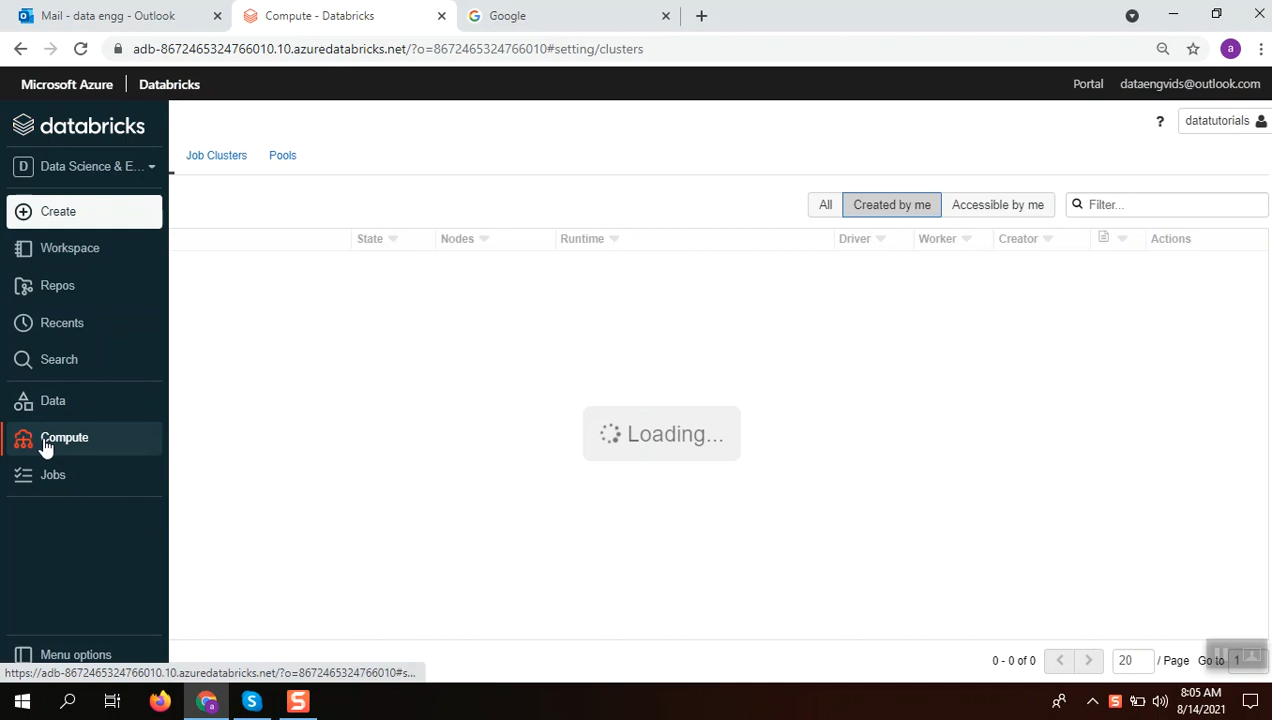 Mail - data engg - Outlook
Compute - Databricks
Google
adb-8672465324766010.10.azuredatabricks.net/?o=8672465324766010#setting/clusters
a
Microsoft Azure
Databricks
Portal
dataengvids@outlook.com
databricks
?
datatutorials
D
Data Science & E...
Job Clusters
Pools
Create
All
Created by me
Accessible by me
Filter...
Workspace
State
Nodes
Runtime
Driver
Worker
Creator
Actions
Repos
Recents
Search
Data
Compute
Loading...
Jobs
Menu options
0 - 0 of 0
20
/ Page
Go to
1
https://adb-8672465324766010.10.azuredatabricks.net/?o=8672465324766010#s...
8:05 AM
8/14/2021